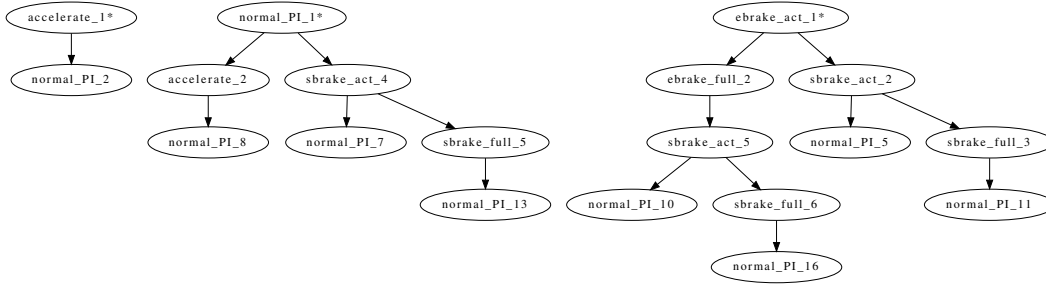 accelerate_1*
normal_PI_1*
ebrake_act_1*
normal_PI_2
accelerate_2
sbrake_act_4
ebrake_full_2
sbrake_act_2
normal_PI_8
normal_PI_7
sbrake_full_5
sbrake_act_5
normal_PI_5
sbrake_full_3
normal_PI_13
normal_PI_10
sbrake_full_6
normal_PI_11
normal_PI_16